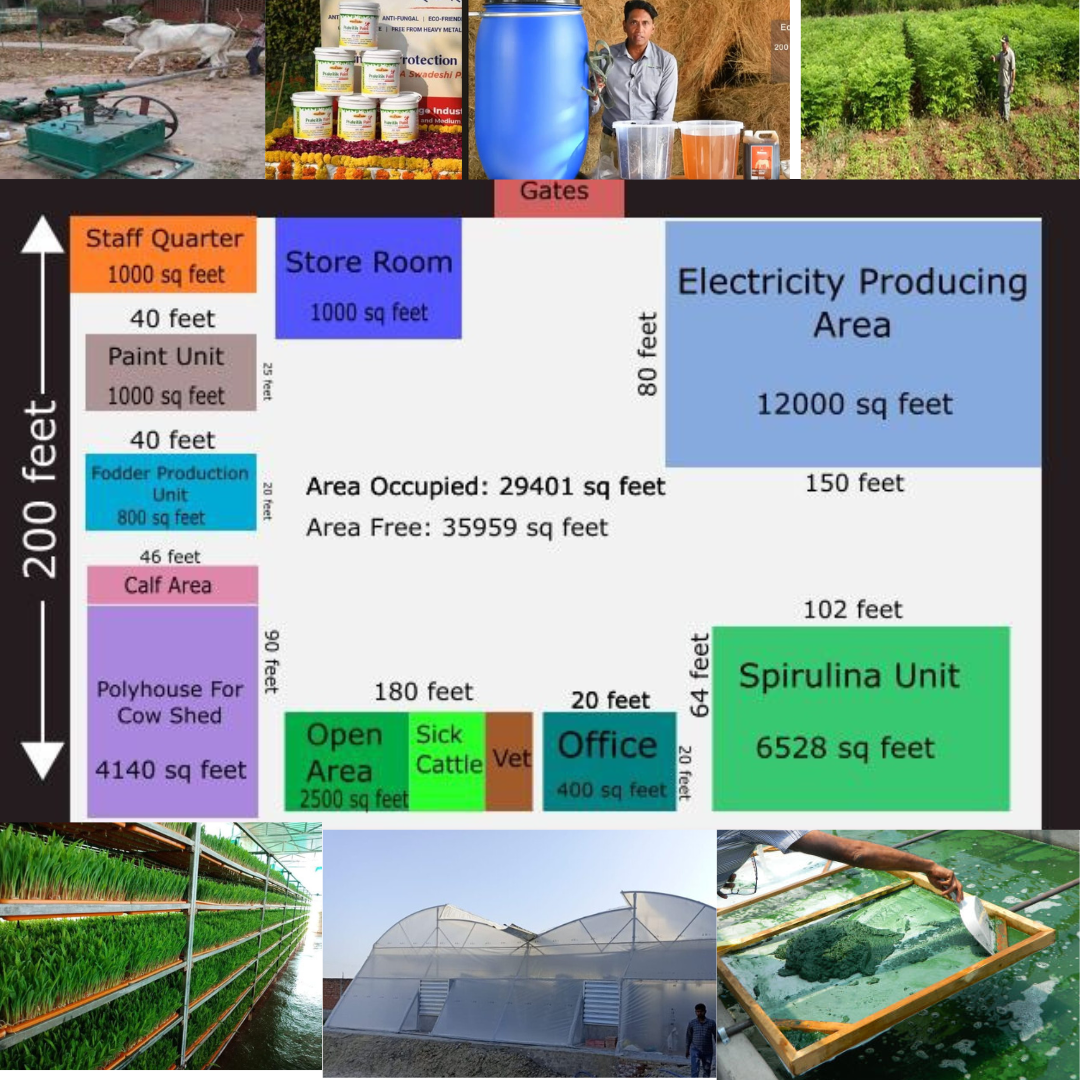 ANTI-FUNGAL | ECO-FRIEND
| FREE FROM HEAVY METAL
rotection
A Swadeshi P
Indust
and Medium
Ec
200
Gates
Staff Quarter
1000 sq feet
Store Room
1000 sq feet
Electricity Producing
Area
12000 sq feet
80 feet
150 feet
40 feet
Paint Unit
1000 sq feet
25 feet
40 feet
Fodder Production
Unit
800 sq feet
20 feet
200 feet
Area Occupied: 29401 sq feet
Area Free: 35959 sq feet
46 feet
Calf Area
90 feet
Polyhouse For
Cow Shed
4140 sq feet
180 feet
Open
Area
2500 sq feet
Sick
Cattle
Vet
20 feet
Office
400 sq feet
20 feet
102 feet
64 feet
Spirulina Unit
6528 sq feet